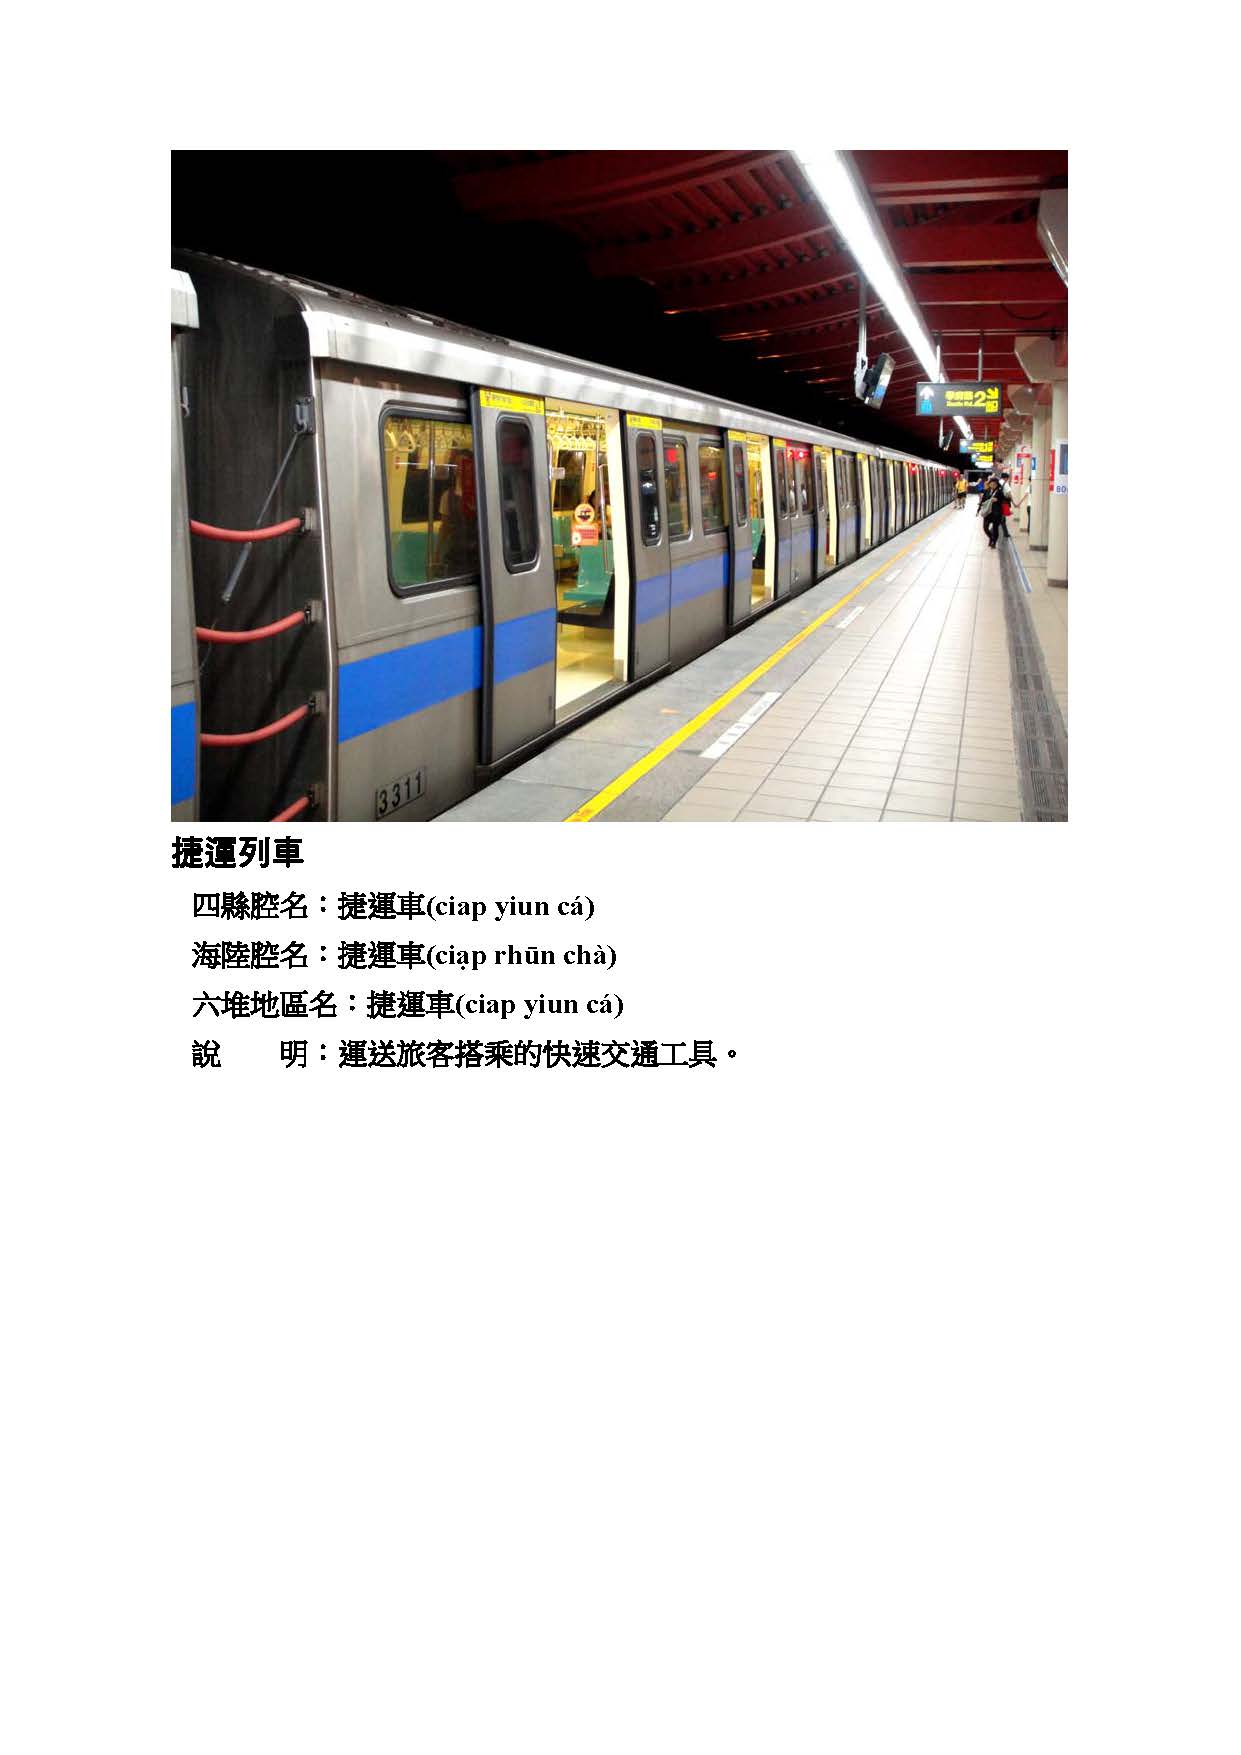 2
3311
捷運列車
四縣腔名：捷運車(ciap yiun cá)
海陸腔名：捷運車(ciạp rhūn chà)
六堆地區名：捷運車(ciap yiun cá)
說　　明：運送旅客搭乘的快速交通工具。